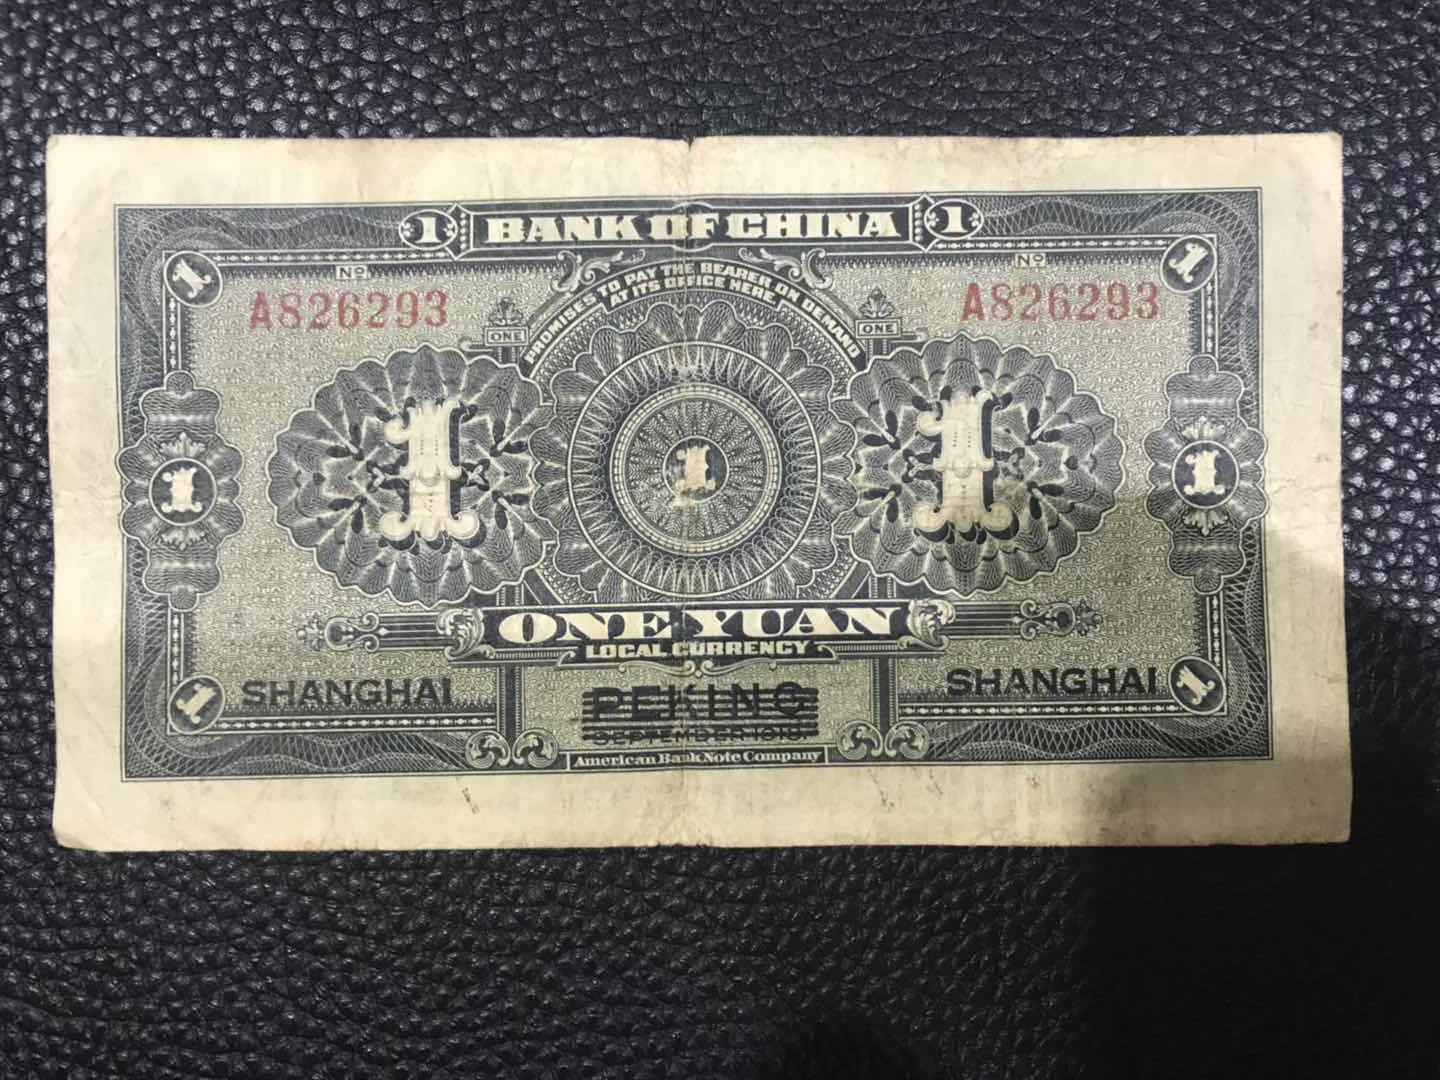 1 BANK OF CHINA 1
1 1
Nº Nº
A826293 A826293
PROMISES TO PAY THE BEARER ON DEMAND
AT ITS OFFICE HERE,
ONE ONE
1 1 1 1 1
ONE YUAN
LOCAL CURRENCY
SHANGHAI SHANGHAI
1 1
PEKING
SEPTEMBER 1918.
American Bank Note Company